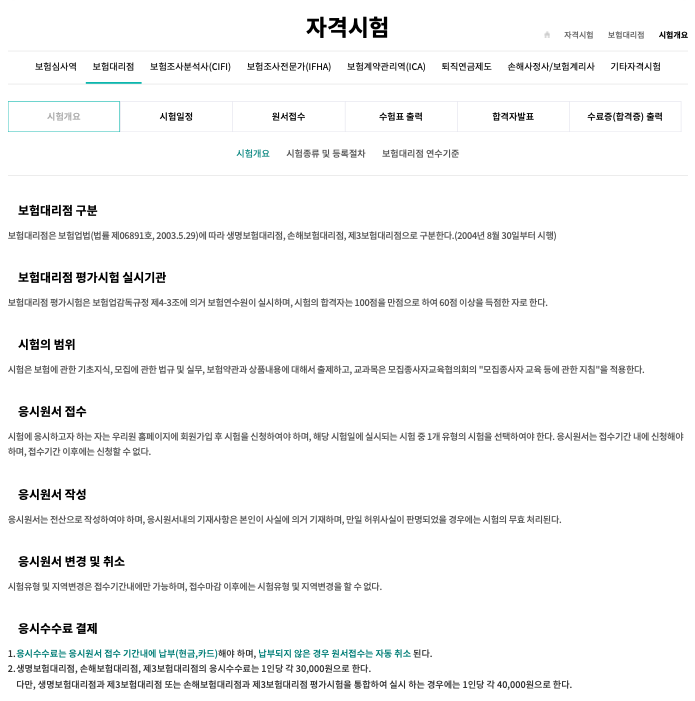 자격시험
자격시험 보험대리점 시험개요
보험심사역 보험대리점 보험조사분석사(CIFI) 보험조사전문가(IFHA) 보험계약관리역(ICA) 퇴직연금제도 손해사정사/보험계리사 기타자격시험
시험개요 시험일정 원서접수 수험표 출력 합격자발표 수료증(합격증) 출력
시험개요 시험종류 및 등록절차 보험대리점 연수기준
보험대리점 구분
보험대리점은 보험업법(법률 제06891호, 2003.5.29)에 따라 생명보험대리점, 손해보험대리점, 제3보험대리점으로 구분한다.(2004년 8월 30일부터 시행)
보험대리점 평가시험 실시기관
보험대리점 평가시험은 보험업감독규정 제4-3조에 의거 보험연수원이 실시하며, 시험의 합격자는 100점을 만점으로 하여 60점 이상을 득점한 자로 한다.
시험의 범위
시험은 보험에 관한 기초지식, 모집에 관한 법규 및 실무, 보험약관과 상품내용에 대해서 출제하고, 교과목은 모집종사자교육협의회의 "모집종사자 교육 등에 관한 지침"을 적용한다.
응시원서 접수
시험에 응시하고자 하는 자는 우리원 홈페이지에 회원가입 후 시험을 신청하여야 하며, 해당 시험일에 실시되는 시험 중 1개 유형의 시험을 선택하여야 한다. 응시원서는 접수기간 내에 신청해야
하며, 접수기간 이후에는 신청할 수 없다.
응시원서 작성
응시원서는 전산으로 작성하여야 하며, 응시원서내의 기재사항은 본인이 사실에 의거 기재하며, 만일 허위사실이 판명되었을 경우에는 시험의 무효 처리된다.
응시원서 변경 및 취소
시험유형 및 지역변경은 접수기간내에만 가능하며, 접수마감 이후에는 시험유형 및 지역변경을 할 수 없다.
응시수수료 결제
1.응시수수료는 응시원서 접수 기간내에 납부(현금,카드)해야 하며, 납부되지 않은 경우 원서접수는 자동 취소 된다.
2.생명보험대리점, 손해보험대리점, 제3보험대리점의 응시수수료는 1인당 각 30,000원으로 한다.
다만, 생명보험대리점과 제3보험대리점 또는 손해보험대리점과 제3보험대리점 평가시험을 통합하여 실시 하는 경우에는 1인당 각 40,000원으로 한다.